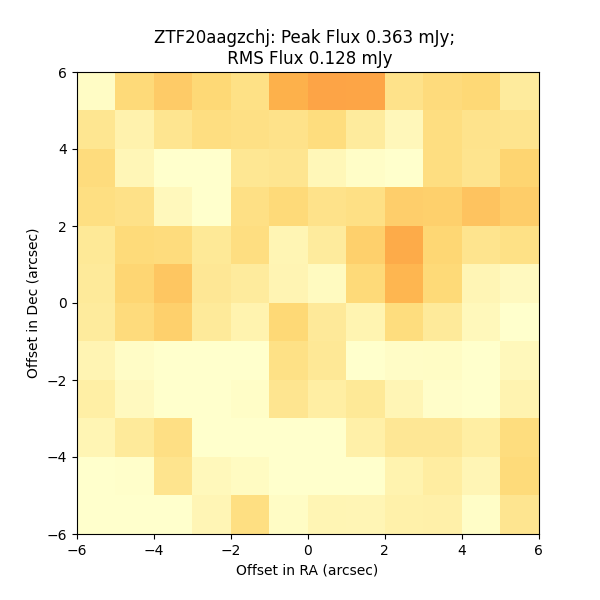 ZTF20aagzchj: Peak Flux 0.363 mJy;
RMS Flux 0.128 mJy
6
4
2
0
−2
−4
−6
Offset in Dec (arcsec)
−6 −4 −2 0 2 4 6
Offset in RA (arcsec)